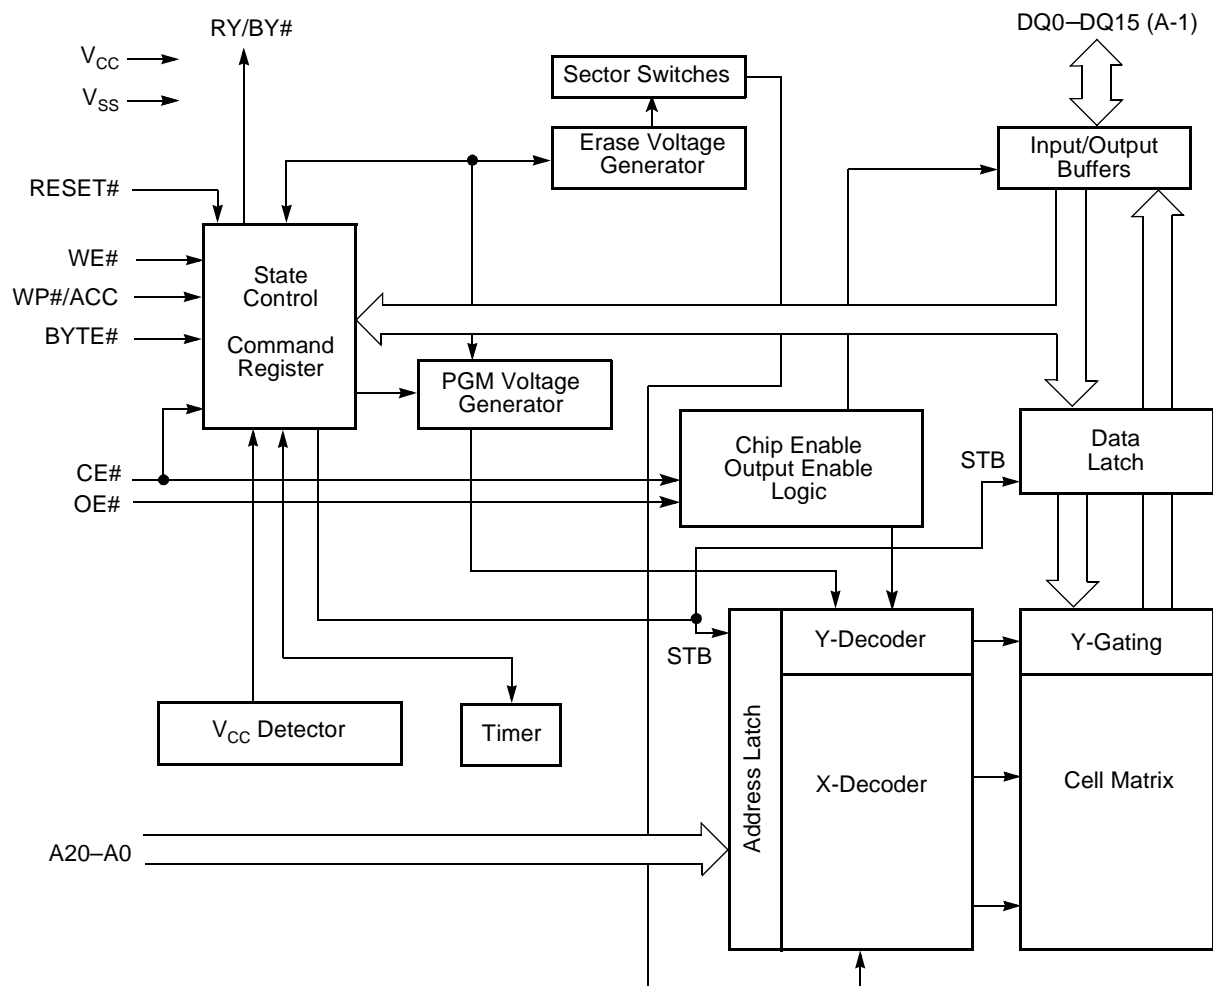 RY/BY#
DQ0–DQ15 (A-1)
VCC
VSS
Sector Switches
Erase Voltage
Generator
Input/Output
Buffers
RESET#
WE#
WP#/ACC
BYTE#
State
Control
Command
Register
PGM Voltage
Generator
CE#
OE#
Chip Enable
Output Enable
Logic
STB
Data
Latch
STB
Y-Decoder
Y-Gating
VCC Detector
Timer
Address Latch
X-Decoder
Cell Matrix
A20–A0